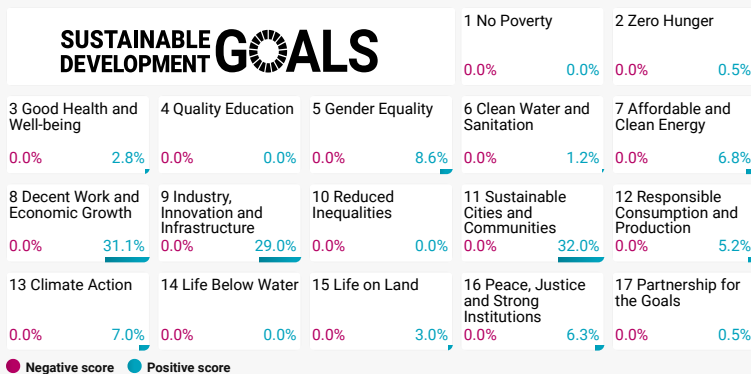 SUSTAINABLE
DEVELOPMENT
GOALS
1 No Poverty
0.0% 0.0%
2 Zero Hunger
0.0% 0.5%
3 Good Health and
Well-being
0.0% 2.8%
4 Quality Education
0.0% 0.0%
5 Gender Equality
0.0% 8.6%
6 Clean Water and
Sanitation
0.0% 1.2%
7 Affordable and
Clean Energy
0.0% 6.8%
8 Decent Work and
Economic Growth
0.0% 31.1%
9 Industry,
Innovation and
Infrastructure
0.0% 29.0%
10 Reduced
Inequalities
0.0% 0.0%
11 Sustainable
Cities and
Communities
0.0% 32.0%
12 Responsible
Consumption and
Production
0.0% 5.2%
13 Climate Action
0.0% 7.0%
14 Life Below Water
0.0% 0.0%
15 Life on Land
0.0% 3.0%
16 Peace, Justice
and Strong
Institutions
0.0% 6.3%
17 Partnership for
the Goals
0.0% 0.5%
Negative score Positive score